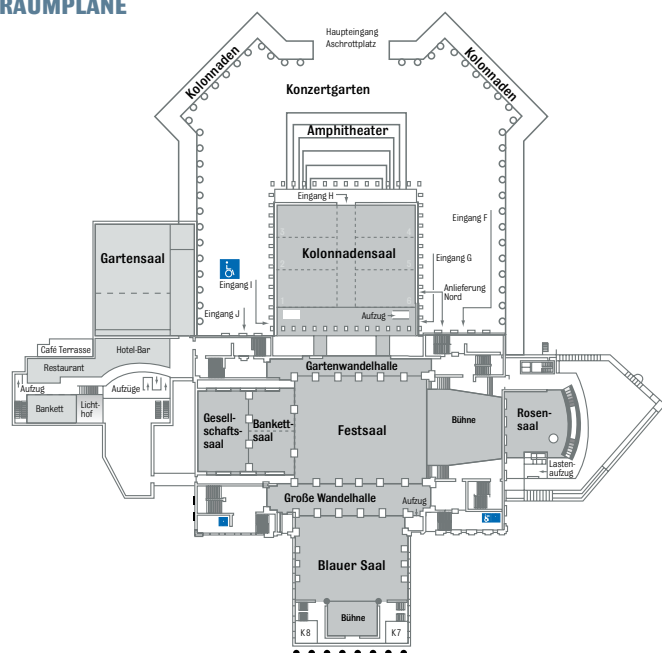 RAUMPLÄNE
Haupteingang
Aschrottplatz
Kolonnaden
Kolonnaden
Konzertgarten
Amphitheater
Eingang H
Eingang F
Gartensaal
Kolonnadensaal
Eingang G
Eingang I
Anlieferung
Nord
Eingang J
Aufzug
Café Terrasse
Hotel-Bar
Restaurant
Gartenwandelhalle
Aufzug
Aufzüge
Bankett
Licht-
hof
Gesell-
schafts-
saal
Bankett-
saal
Festsaal
Bühne
Rosen-
saal
Lasten-
aufzug
Große Wandelhalle
Aufzug
Blauer Saal
Bühne
K8
K7